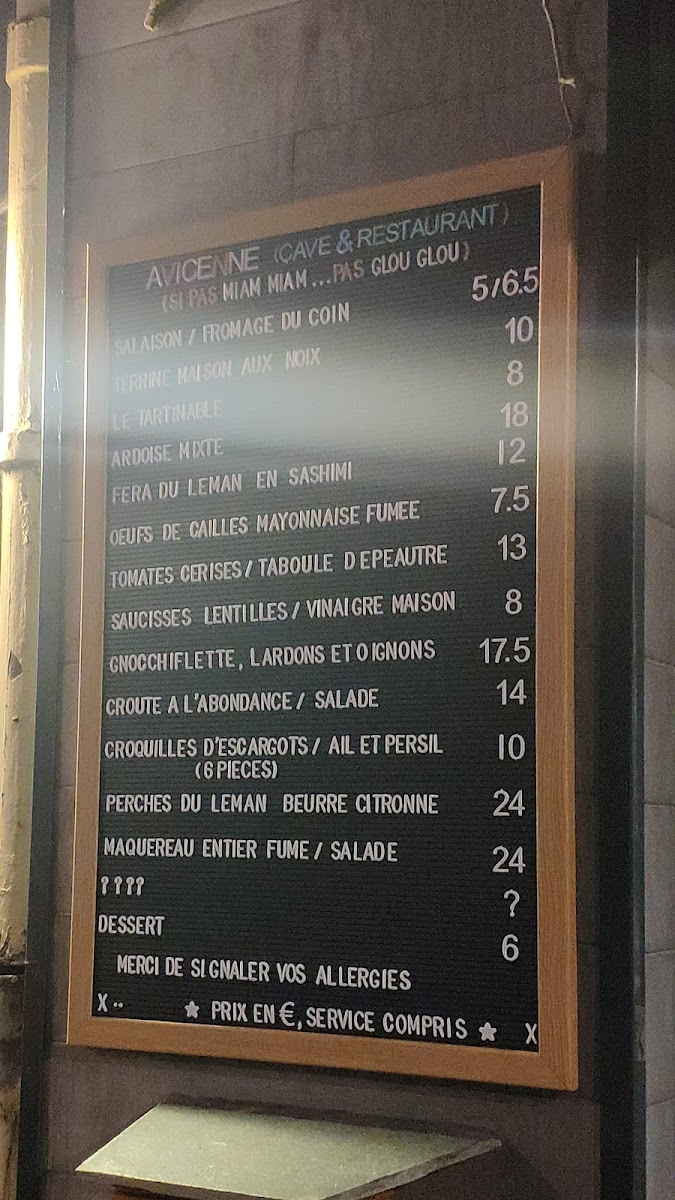 AVICENNE (CAVE & RESTAURANT)
(SI PAS MIAM MIAM ... PAS GLOU GLOU)
SALAISON / FROMAGE DU COIN 5/6.5
TERRINE MAISON AUX NOIX 10
LE TARTINABLE 8
ARDOISE MIXTE 18
FERA DU LEMAN EN SASHIMI 12
OEUFS DE CAILLES MAYONNAISE FUMEE 7.5
TOMATES CERISES / TABOULE D EPEAUTRE 13
SAUCISSES LENTILLES / VINAIGRE MAISON 8
GNOCCHIFLETTE, LARDONS ET OIGNONS 17.5
CROUTE A L'ABONDANCE / SALADE 14
CROQUILLES D'ESCARGOTS / AIL ET PERSIL 10
(6 PIECES)
PERCHES DU LEMAN BEURRE CITRONNE 24
MAQUEREAU ENTIER FUME / SALADE 24
???? ?
DESSERT 6
MERCI DE SIGNALER VOS ALLERGIES
X •• ★ PRIX EN €, SERVICE COMPRIS ★ X